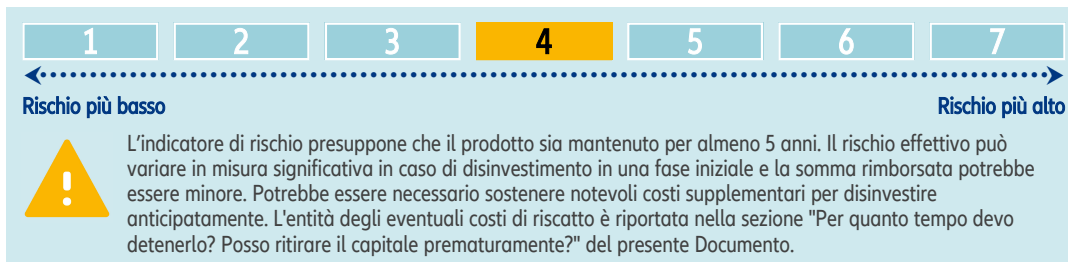 1 2 3 4 5 6 7
Rischio più basso Rischio più alto
L'indicatore di rischio presuppone che il prodotto sia mantenuto per almeno 5 anni. Il rischio effettivo può
variare in misura significativa in caso di disinvestimento in una fase iniziale e la somma rimborsata potrebbe
essere minore. Potrebbe essere necessario sostenere notevoli costi supplementari per disinvestire
anticipatamente. L'entità degli eventuali costi di riscatto è riportata nella sezione "Per quanto tempo devo
detenerlo? Posso ritirare il capitale prematuramente?" del presente Documento.